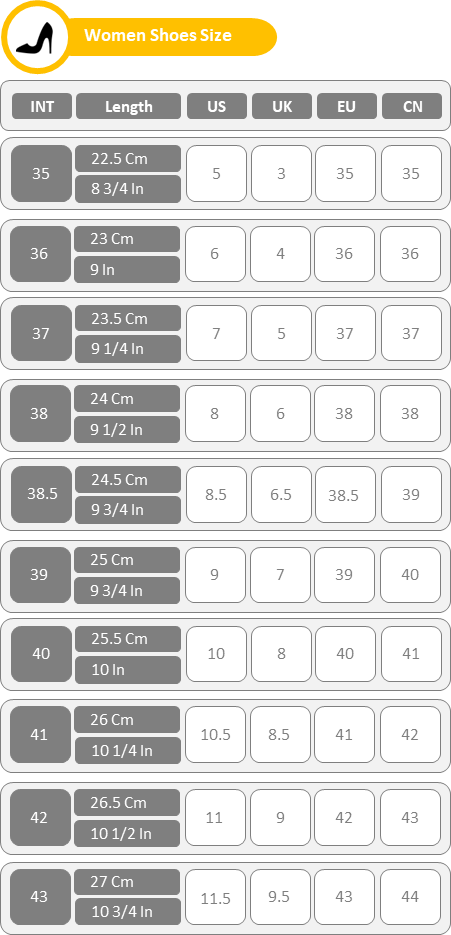 Women Shoes Size
INT Length US UK EU CN
35 22.5 Cm 8 3/4 In 5 3 35 35
36 23 Cm 9 In 6 4 36 36
37 23.5 Cm 9 1/4 In 7 5 37 37
38 24 Cm 9 1/2 In 8 6 38 38
38.5 24.5 Cm 9 3/4 In 8.5 6.5 38.5 39
39 25 Cm 9 3/4 In 9 7 39 40
40 25.5 Cm 10 In 10 8 40 41
41 26 Cm 10 1/4 In 10.5 8.5 41 42
42 26.5 Cm 10 1/2 In 11 9 42 43
43 27 Cm 10 3/4 In 11.5 9.5 43 44